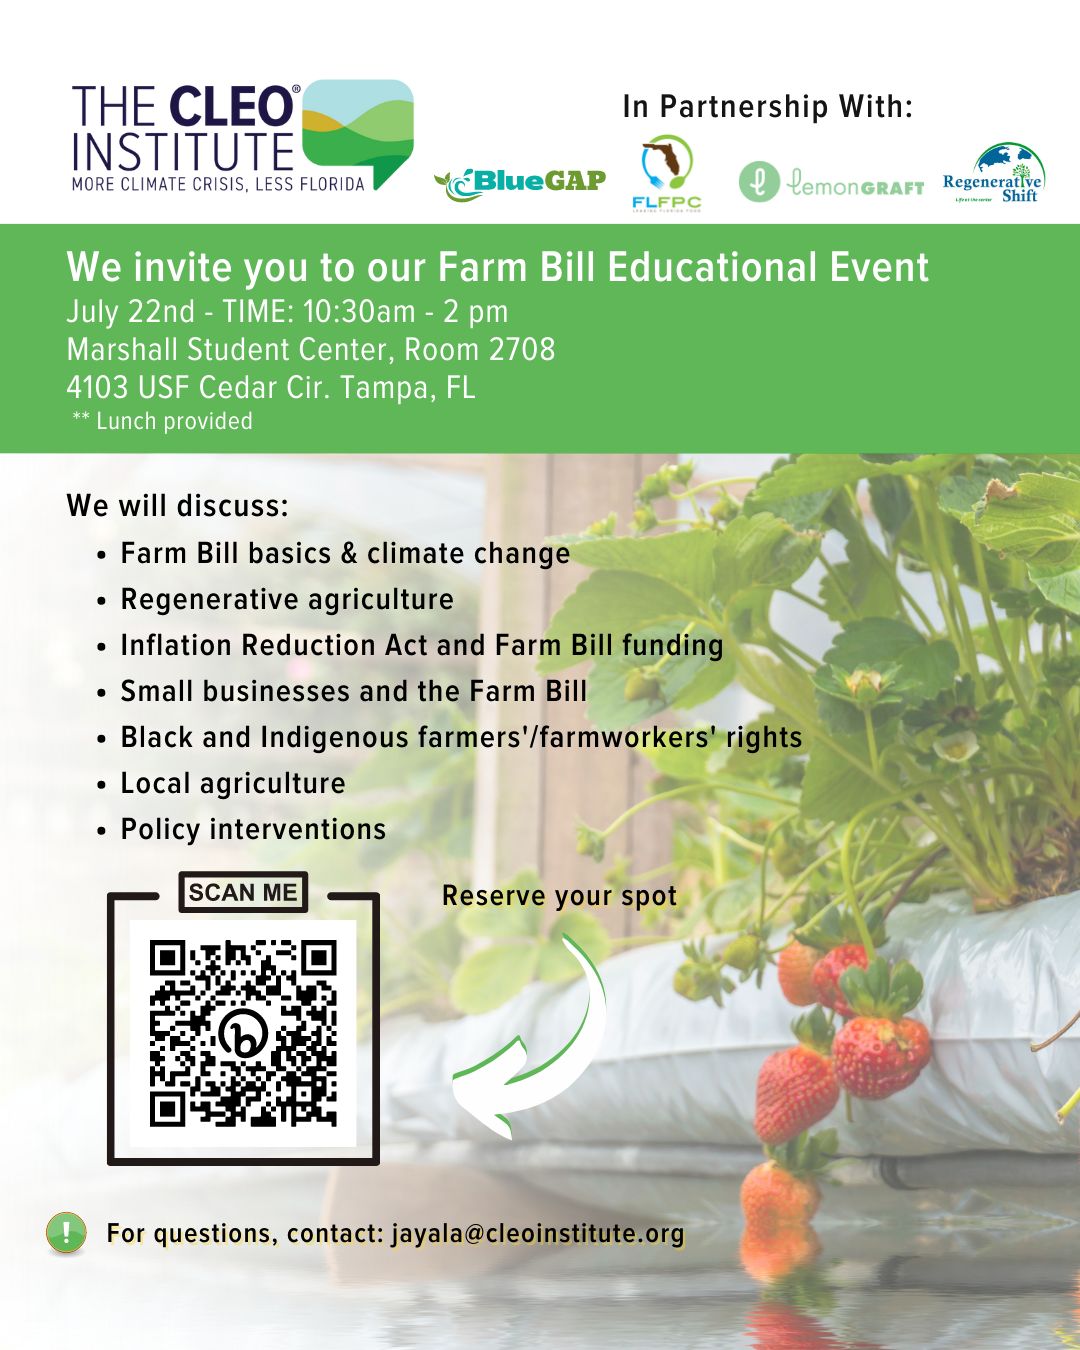 THE CLEO®
INSTITUTE
MORE CLIMATE CRISIS, LESS FLORIDA
In Partnership With:
BlueGAP
FLFPC
lemonGRAFT
Regenerative
Shift
Life at the center
We invite you to our Farm Bill Educational Event
July 22nd - TIME: 10:30am - 2 pm
Marshall Student Center, Room 2708
4103 USF Cedar Cir. Tampa, FL
** Lunch provided
We will discuss:
• Farm Bill basics & climate change
• Regenerative agriculture
• Inflation Reduction Act and Farm Bill funding
• Small businesses and the Farm Bill
• Black and Indigenous farmers'/farmworkers' rights
• Local agriculture
• Policy interventions
SCAN ME
Reserve your spot
For questions, contact: jayala@cleoinstitute.org